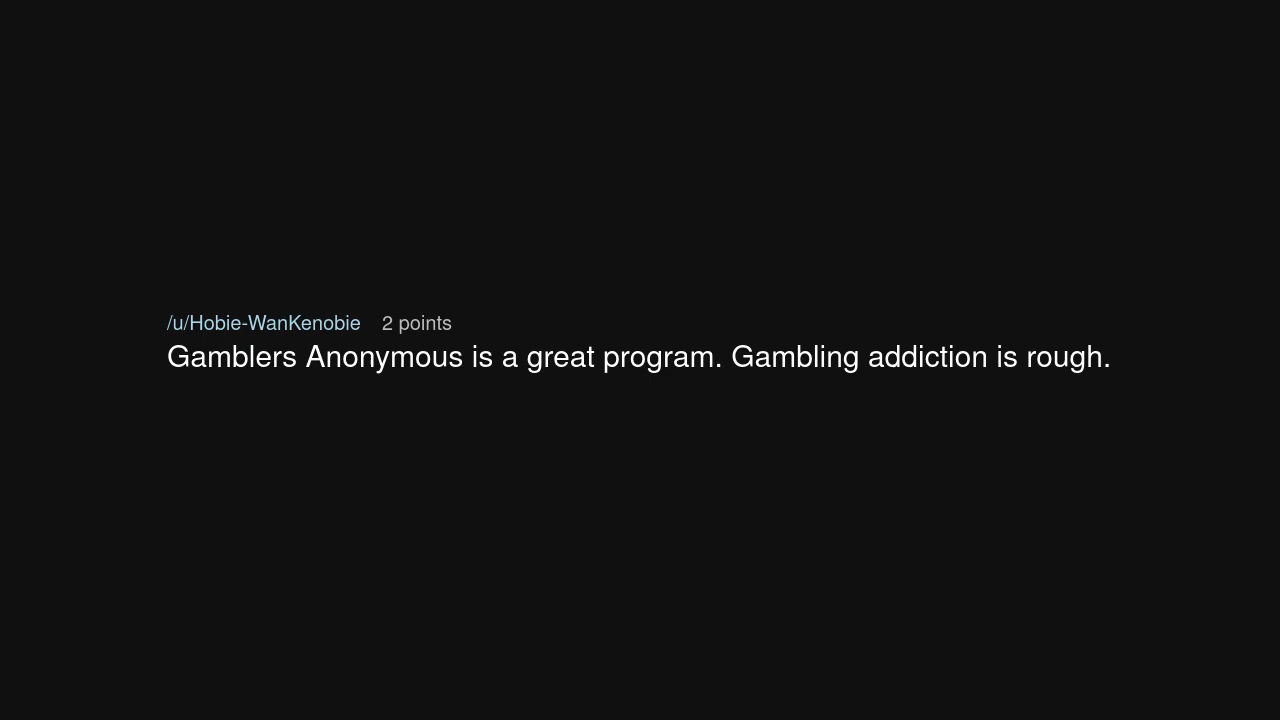 /u/Hobie-WanKenobie 2 points
Gamblers Anonymous is a great program. Gambling addiction is rough.